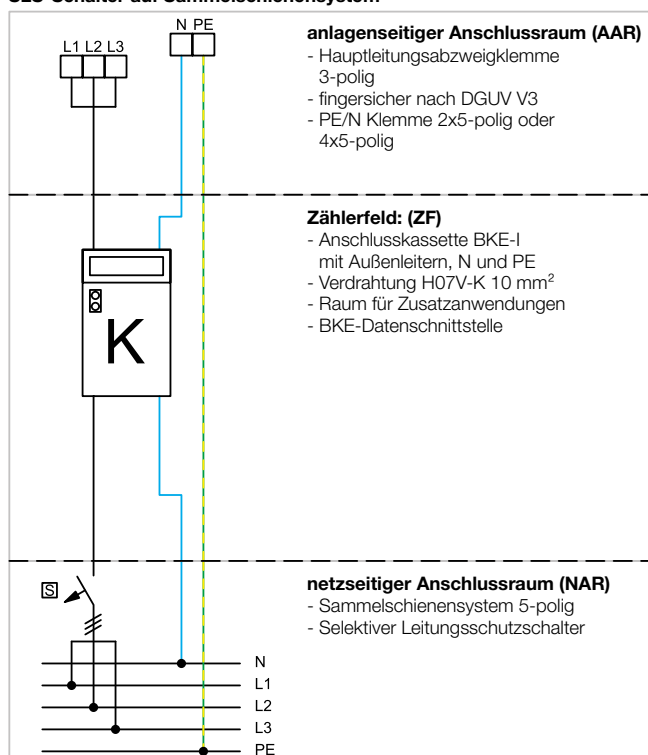 SLS-Schalter auf Sammelschienensystem
N PE
L1 L2 L3
anlagenseitiger Anschlussraum (AAR)
- Hauptleitungsabzweigklemme
3-polig
- fingersicher nach DGUV V3
- PE/N Klemme 2x5-polig oder
4x5-polig
Zählerfeld: (ZF)
- Anschlusskassette BKE-I
mit Außenleitern, N und PE
- Verdrahtung H07V-K 10 mm²
- Raum für Zusatzanwendungen
- BKE-Datenschnittstelle
K
netzseitiger Anschlussraum (NAR)
- Sammelschienensystem 5-polig
- Selektiver Leitungsschutzschalter
S
N
L1
L2
L3
PE